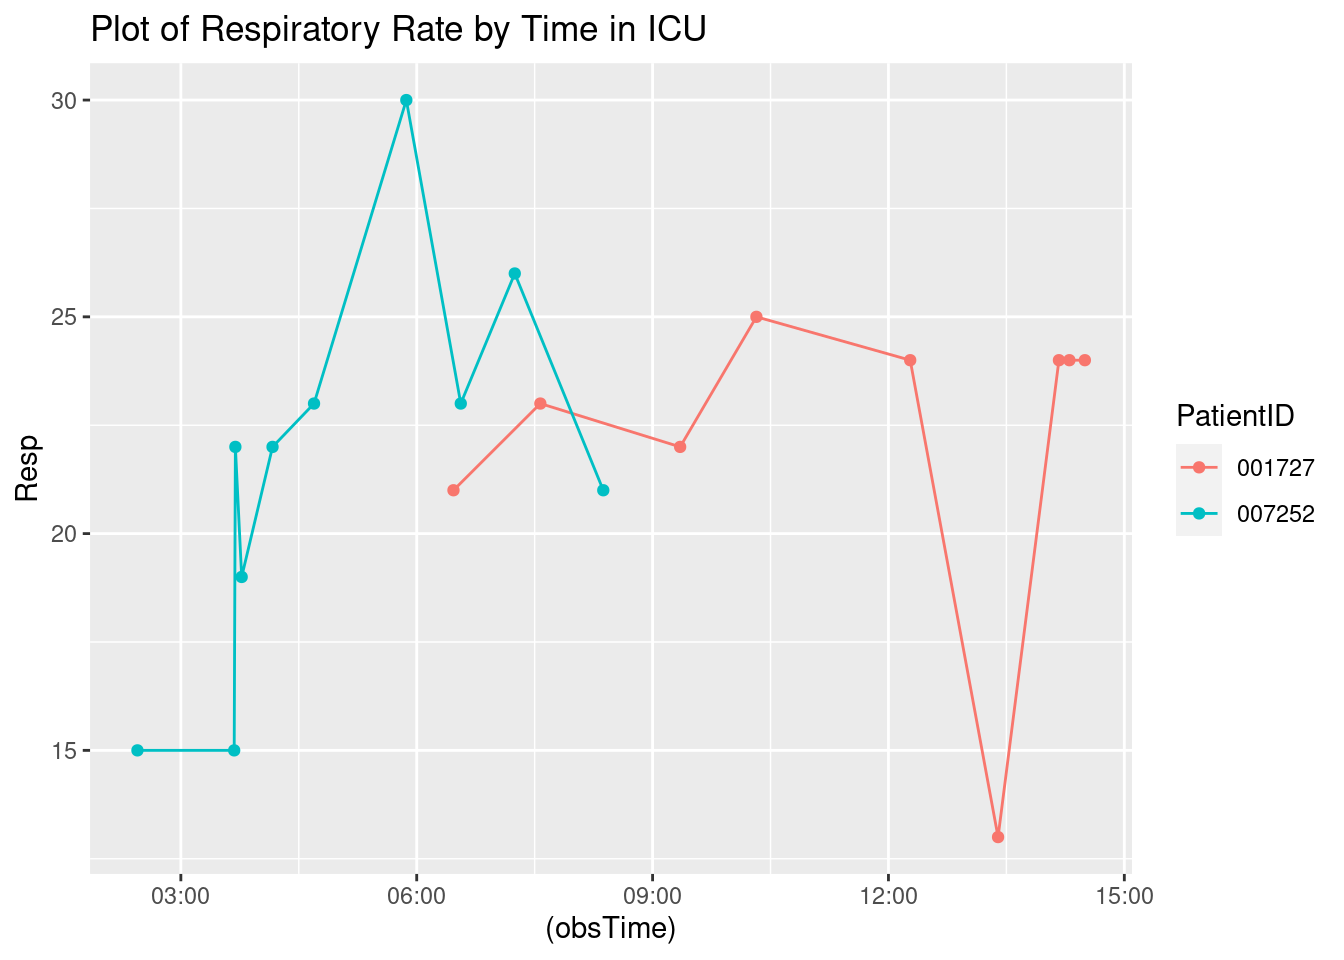 Plot of Respiratory Rate by Time in ICU
30
25
20
15
Resp
03:00 06:00 09:00 12:00 15:00
(obsTime)
PatientID
001727
007252